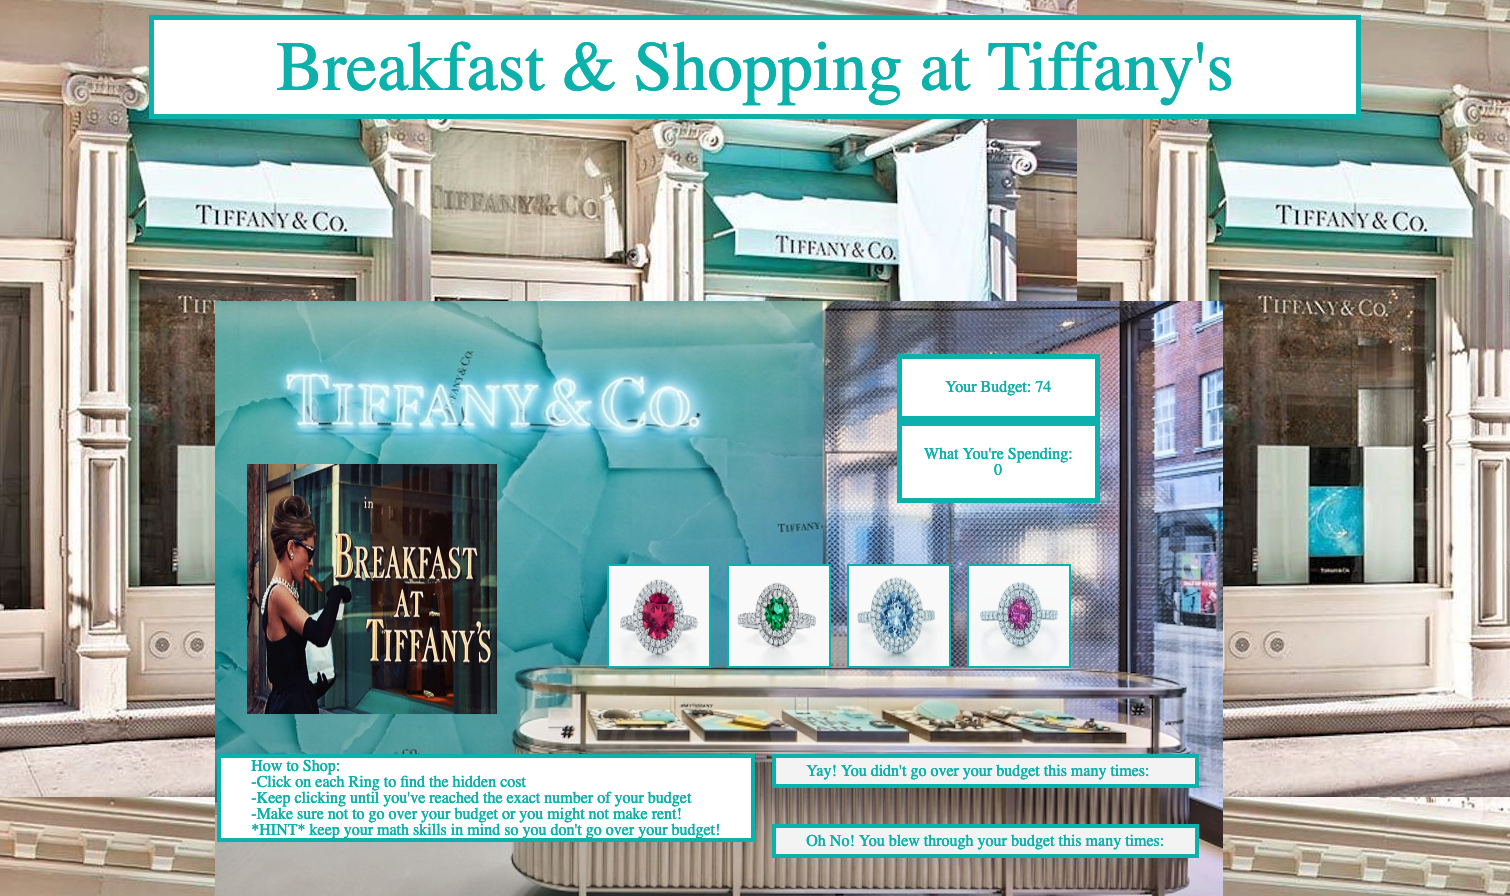 Breakfast & Shopping at Tiffany's
TIFFANY & CO.
TIFFANY & CO.
TIFFANY & CO.
TIFFANY & CO.
TIFFANY & CO.
TIFFANY & CO.
TIFFANY & CO.
Your Budget: 74
What You're Spending:
0
in
BREAKFAST
AT
TIFFANY'S
TIFFANY
#
#
How to Shop:
-Click on each Ring to find the hidden cost
-Keep clicking until you've reached the exact number of your budget
-Make sure not to go over your budget or you might not make rent!
*HINT* keep your math skills in mind so you don't go over your budget!
Yay! You didn't go over your budget this many times:
Oh No! You blew through your budget this many times: